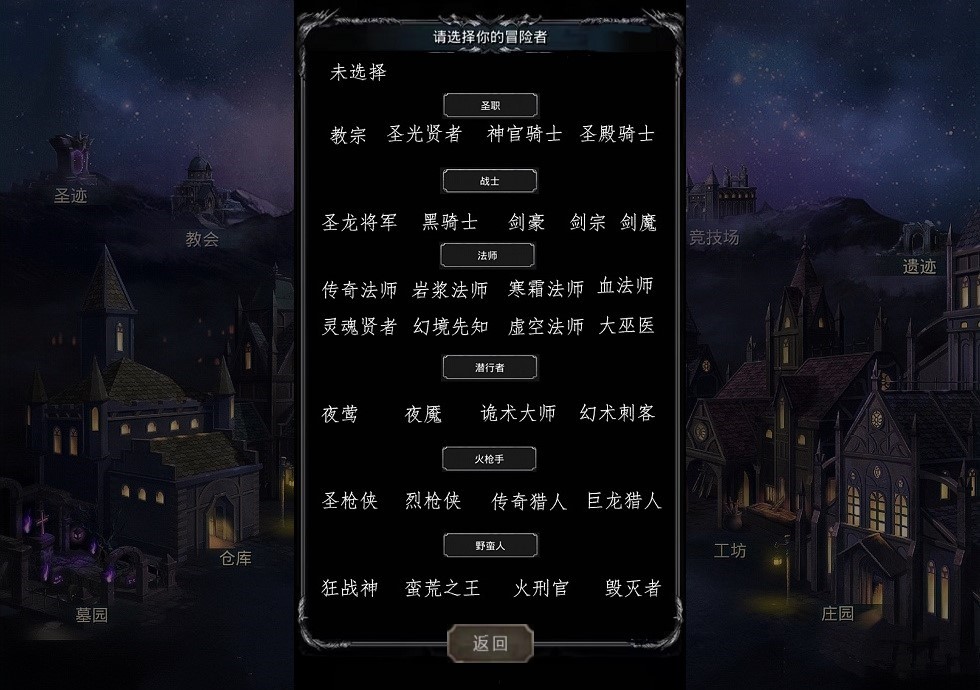 请选择你的冒险者
未选择
圣职
教宗 圣光贤者 神官骑士 圣殿骑士
战士
圣龙将军 黑骑士 剑豪 剑宗 剑魔
法师
传奇法师 岩浆法师 寒霜法师 血法师
灵魂贤者 幻境先知 虚空法师 大巫医
潜行者
夜莺 夜魇 诡术大师 幻术刺客
火枪手
圣枪侠 烈枪侠 传奇猎人 巨龙猎人
野蛮人
狂战神 蛮荒之王 火刑官 毁灭者
返回
圣迹
教会
竞技场
遗迹
仓库
工坊
墓园
庄园